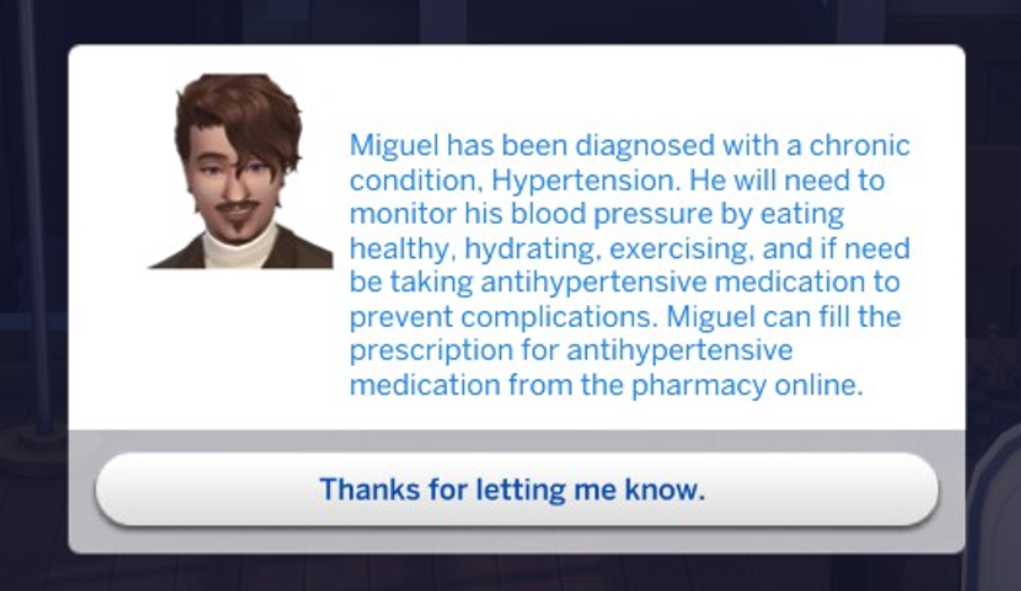 Miguel has been diagnosed with a chronic
condition, Hypertension. He will need to
monitor his blood pressure by eating
healthy, hydrating, exercising, and if need
be taking antihypertensive medication to
prevent complications. Miguel can fill the
prescription for antihypertensive
medication from the pharmacy online.
Thanks for letting me know.